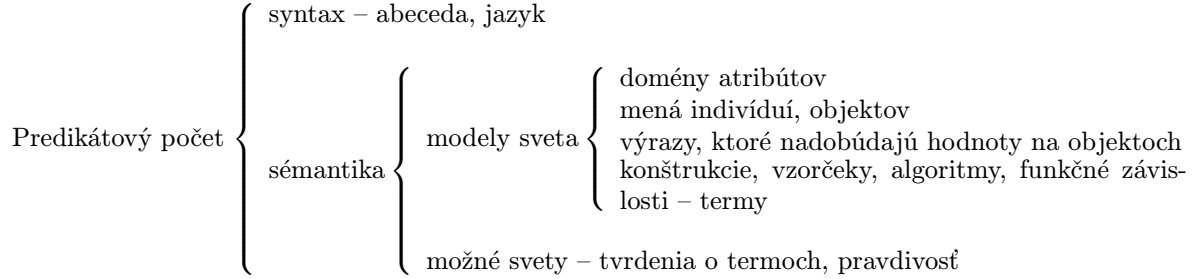 syntax – abeceda, jazyk
domény atribútov
mená indivíduí, objektov
Predikátový počet
modely sveta
výrazy, ktoré nadobúdajú hodnoty na objektoch
sémantika
konštrukcie, vzorčeky, algoritmy, funkčné závis-
losti – termy
možné svety – tvrdenia o termoch, pravdivosť